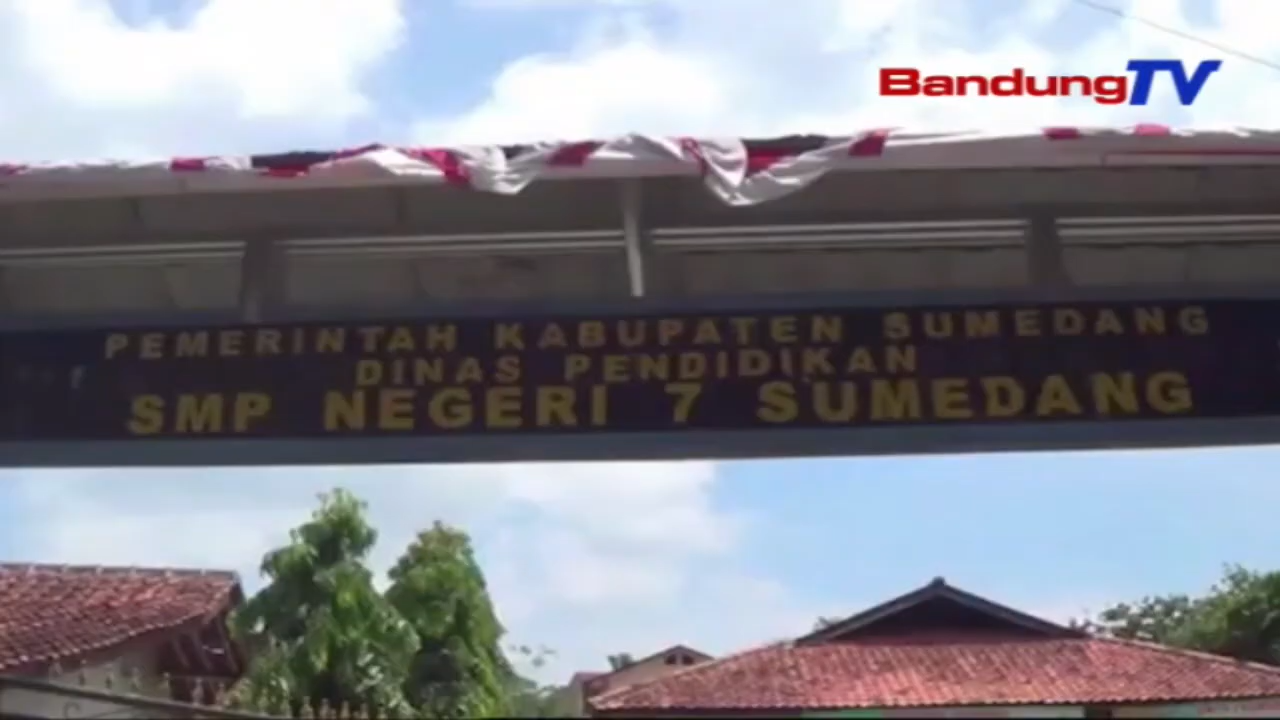 BandungTV
PEMERINTAH KABUPATEN SUMEDANG
DINAS PENDIDIKAN
SMP NEGERI 7 SUMEDANG